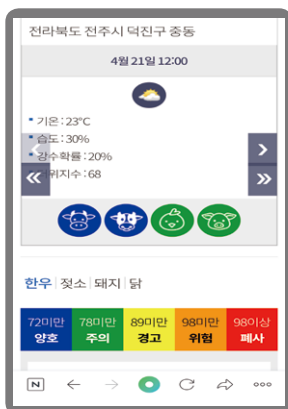 전라북도 전주시 덕진구 중동
4월 21일 12:00
기온 : 23°C
습도 : 30%
강수확률 : 20%
위지수 : 68
한우 젖소 돼지 닭
72미만 78미만 89미만 98미만 98이상
양호 주의 경고 위험 폐사
N